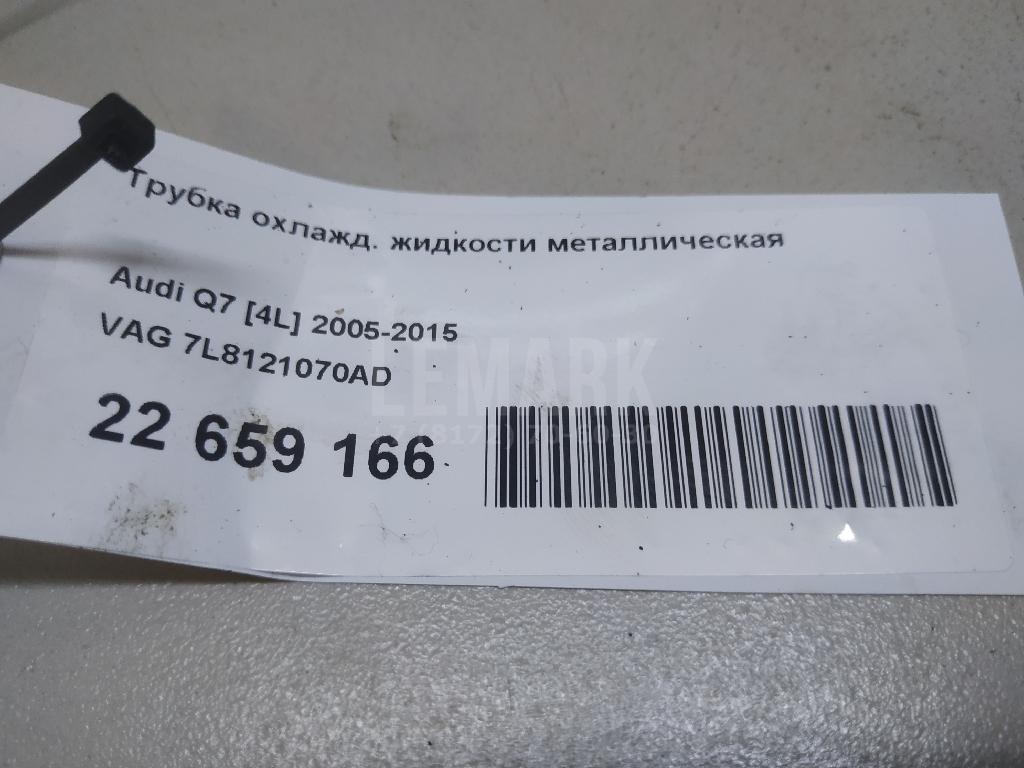 Трубка охлажд. жидкости металлическая
Audi Q7 [4L] 2005-2015
VAG 7L8121070AD
LEMARK
22 659 166